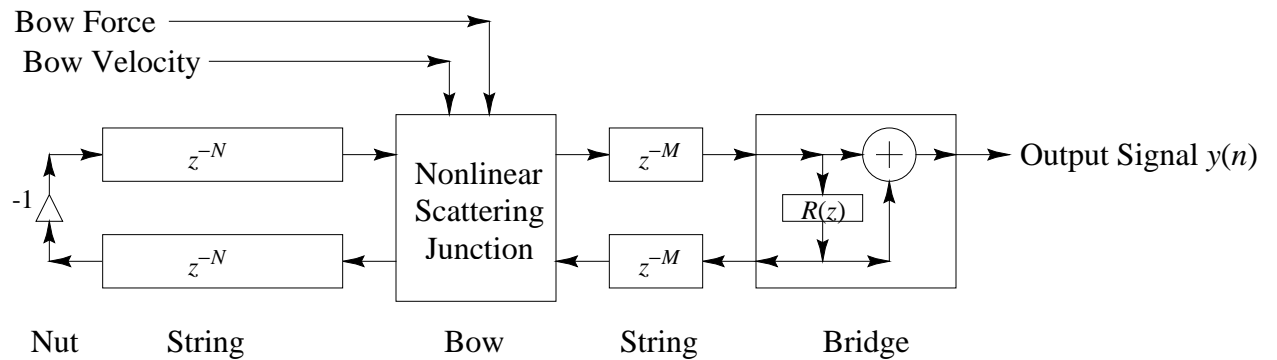 Bow Force
Bow Velocity
-1
z^{-N}
z^{-N}
Nonlinear
Scattering
Junction
z^{-M}
z^{-M}
+
R(z)
Output Signal y(n)
Nut
String
Bow
String
Bridge